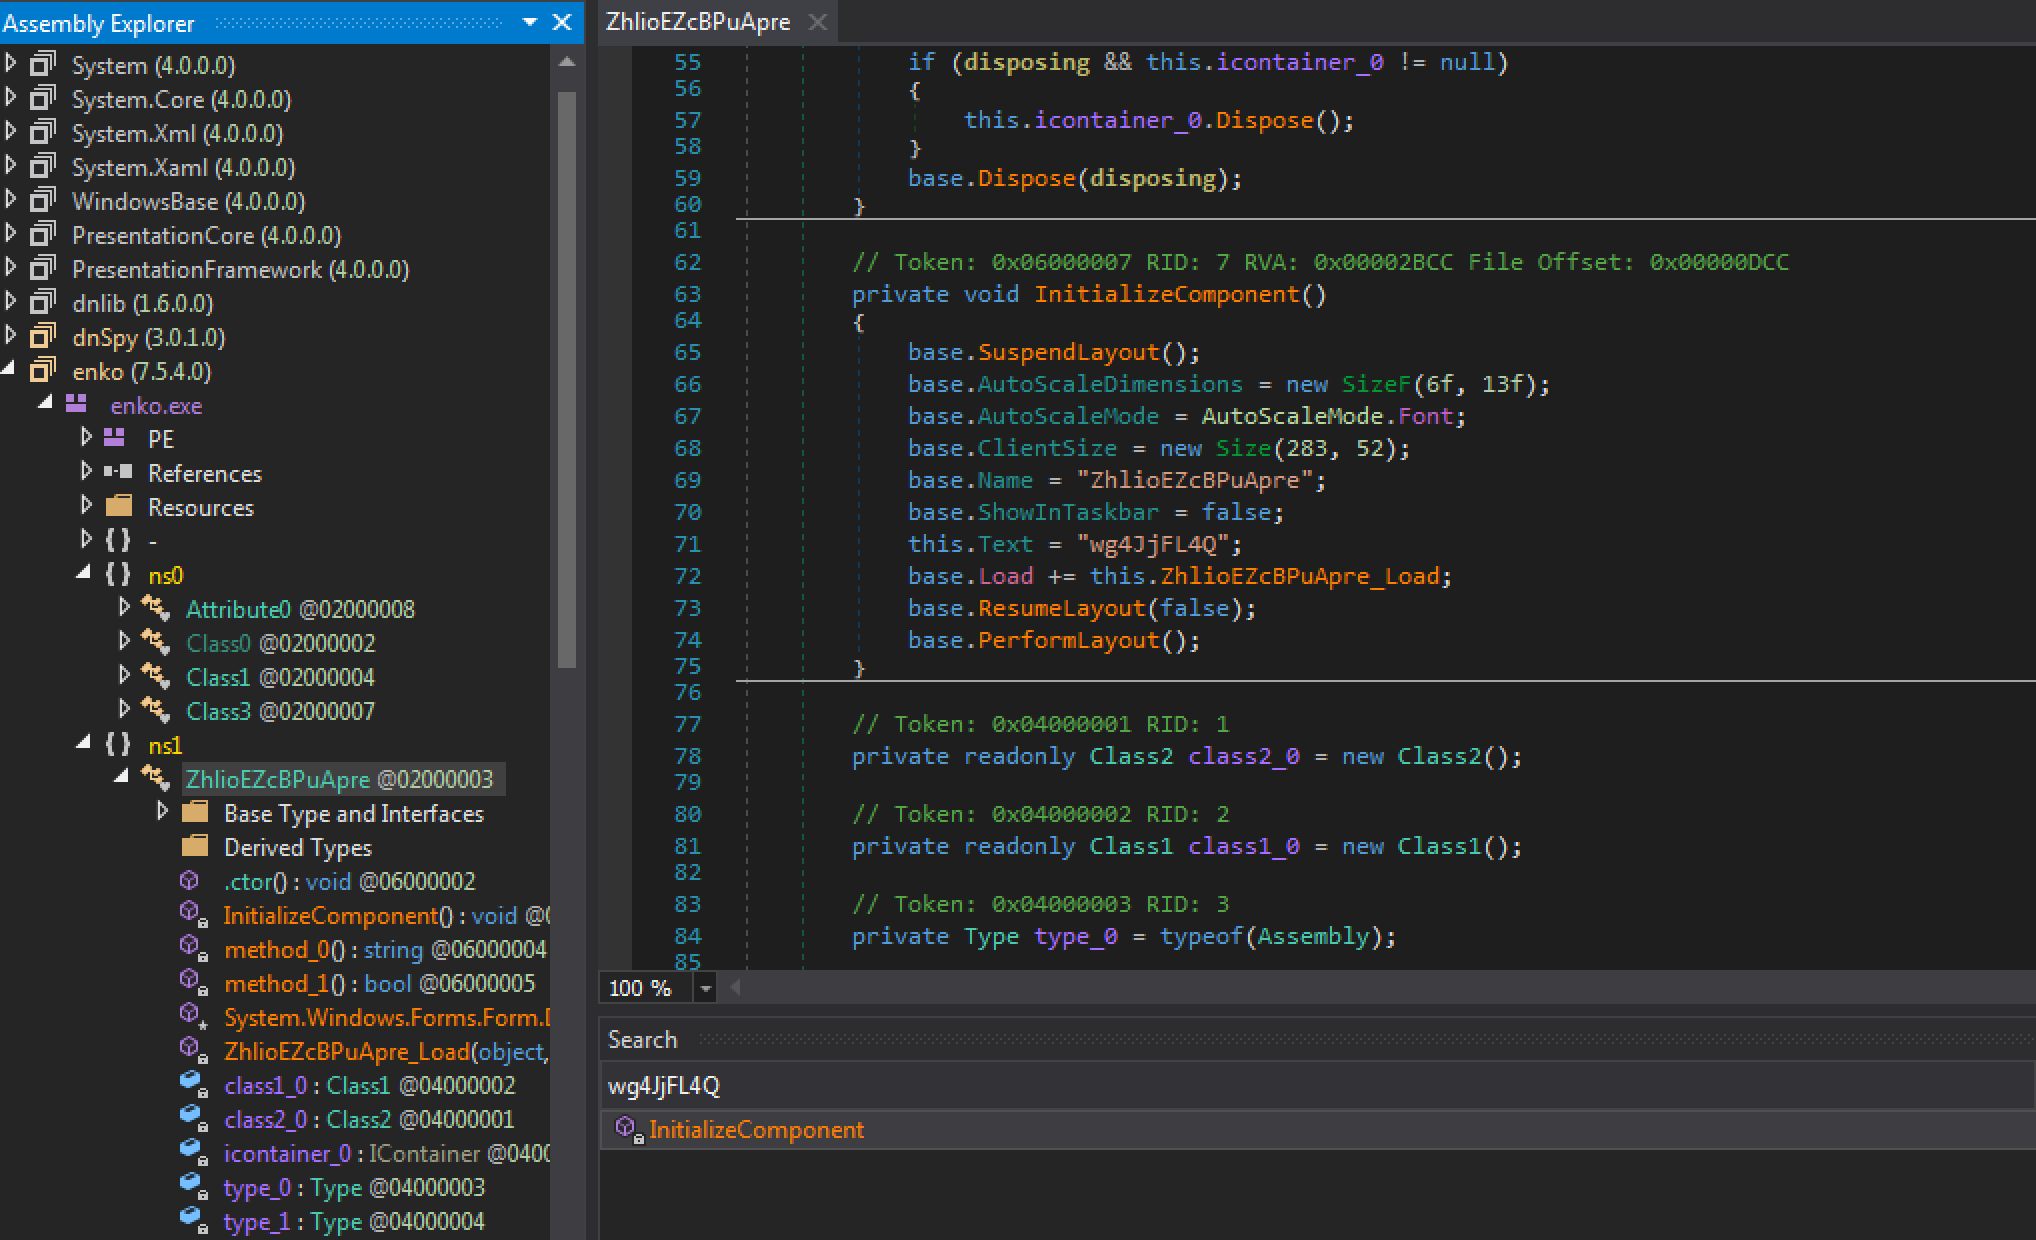 Assembly Explorer
System (4.0.0.0)
System.Core (4.0.0.0)
System.Xml (4.0.0.0)
System.Xaml (4.0.0.0)
WindowsBase (4.0.0.0)
PresentationCore (4.0.0.0)
PresentationFramework (4.0.0.0)
dnlib (1.6.0.0)
dnSpy (3.0.1.0)
enko (7.5.4.0)
enko.exe
PE
References
Resources
{} -
{} ns0
Attribute0 @02000008
Class0 @02000002
Class1 @02000004
Class3 @02000007
{} ns1
ZhlioEZcBPuApre @02000003
Base Type and Interfaces
Derived Types
.ctor() : void @06000002
InitializeComponent() : void @0
method_0() : string @06000004
method_1() : bool @06000005
System.Windows.Forms.Form.D
ZhlioEZcBPuApre_Load(object,
class1_0 : Class1 @04000002
class2_0 : Class2 @04000001
icontainer_0 : IContainer @0400
type_0 : Type @04000003
type_1 : Type @04000004
ZhlioEZcBPuApre
55 if (disposing && this.icontainer_0 != null)
56 {
57 this.icontainer_0.Dispose();
58 }
59 base.Dispose(disposing);
60 }
61
62 // Token: 0x06000007 RID: 7 RVA: 0x00002BCC File Offset: 0x00000DCC
63 private void InitializeComponent()
64 {
65 base.SuspendLayout();
66 base.AutoScaleDimensions = new SizeF(6f, 13f);
67 base.AutoScaleMode = AutoScaleMode.Font;
68 base.ClientSize = new Size(283, 52);
69 base.Name = "ZhlioEZcBPuApre";
70 base.ShowInTaskbar = false;
71 this.Text = "wg4JjFL4Q";
72 base.Load += this.ZhlioEZcBPuApre_Load;
73 base.ResumeLayout(false);
74 base.PerformLayout();
75 }
76
77 // Token: 0x04000001 RID: 1
78 private readonly Class2 class2_0 = new Class2();
79
80 // Token: 0x04000002 RID: 2
81 private readonly Class1 class1_0 = new Class1();
82
83 // Token: 0x04000003 RID: 3
84 private Type type_0 = typeof(Assembly);
85
100 %
Search
wg4JjFL4Q
InitializeComponent